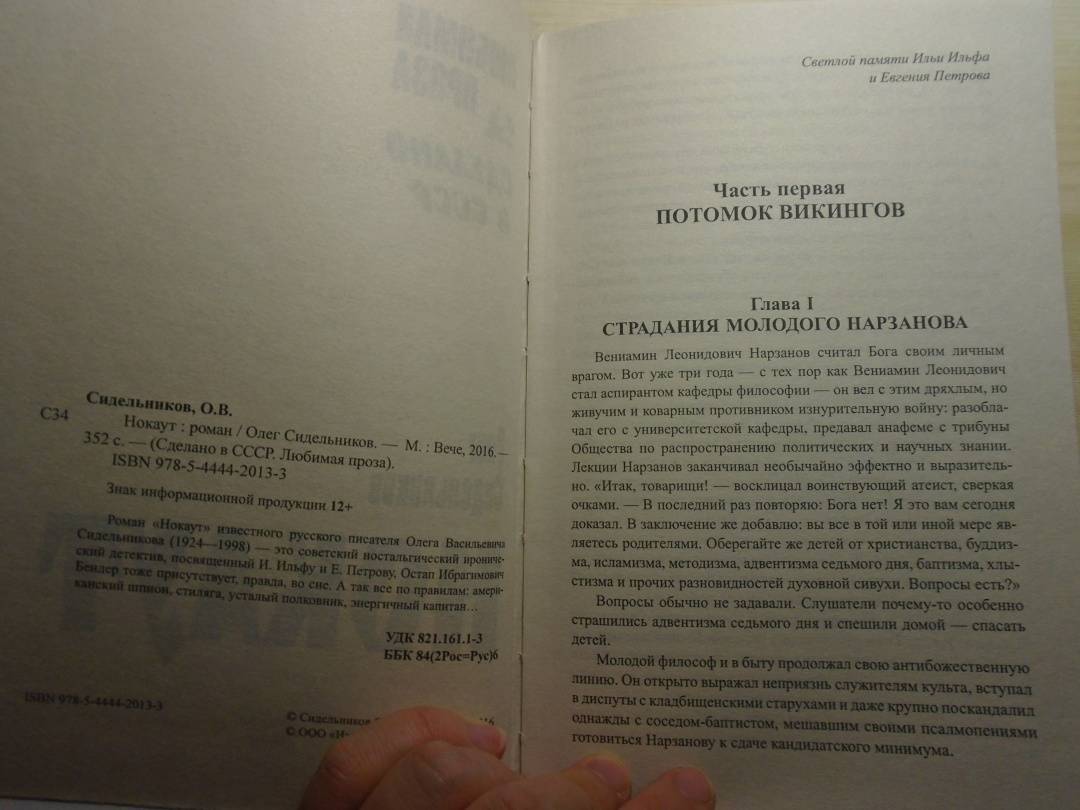 Сидельников, О.В.
С34 Нокаут : роман / Олег Сидельников. — М. : Вече, 2016.—
352 с. — (Сделано в СССР. Любимая проза).
ISBN 978-5-4444-2013-3
Знак информационной продукции 12+
Роман «Нокаут» известного русского писателя Олега Васильевича
Сидельникова (1924—1998) — это советский ностальгический ирониче-
ский детектив, посвященный И. Ильфу и Е. Петрову, Остап Ибрагимович
Бендер тоже присутствует, правда, во сне. А так все по правилам: амери-
канский шпион, стиляга, усталый полковник, энергичный капитан...
УДК 821.161.1-3
ББК 84(2Рос=Рус)6
ISBN 978-5-4444-2013-3
© Сидельников
© ООО
Светлой памяти Ильи Ильфа
и Евгения Петрова
Часть первая
ПОТОМОК ВИКИНГОВ
Глава I
СТРАДАНИЯ МОЛОДОГО НАРЗАНОВА
Вениамин Леонидович Нарзанов считал Бога своим личным
врагом. Вот уже три года — с тех пор как Вениамин Леонидович
стал аспирантом кафедры философии — он вел с этим дряхлым, но
живучим и коварным противником изнурительную войну: разобла-
чал его с университетской кафедры, предавал анафеме с трибуны
Общества по распространению политических и научных знании.
Лекции Нарзанов заканчивал необычайно эффектно и выразитель-
но. «Итак, товарищи! — восклицал воинствующий атеист, сверкая
очками. — В последний раз повторяю: Бога нет! Я это вам сегодня
доказал. В заключение же добавлю: вы все в той или иной мере яв-
ляетесь родителями. Оберегайте же детей от христианства, буддиз-
ма, исламизма, методизма, адвентизма седьмого дня, баптизма, хлы-
стизма и прочих разновидностей духовной сивухи. Вопросы есть?»
Вопросы обычно не задавали. Слушатели почему-то особенно
страшились адвентизма седьмого дня и спешили домой — спасать
детей.
Молодой философ и в быту продолжал свою антибожественную
линию. Он открыто выражал неприязнь служителям культа, вступал
в диспуты с кладбищенскими старухами и даже крупно поскандалил
однажды с соседом-баптистом, мешавшим своими псалмопениями
готовиться Нарзанову к сдаче кандидатского минимума.